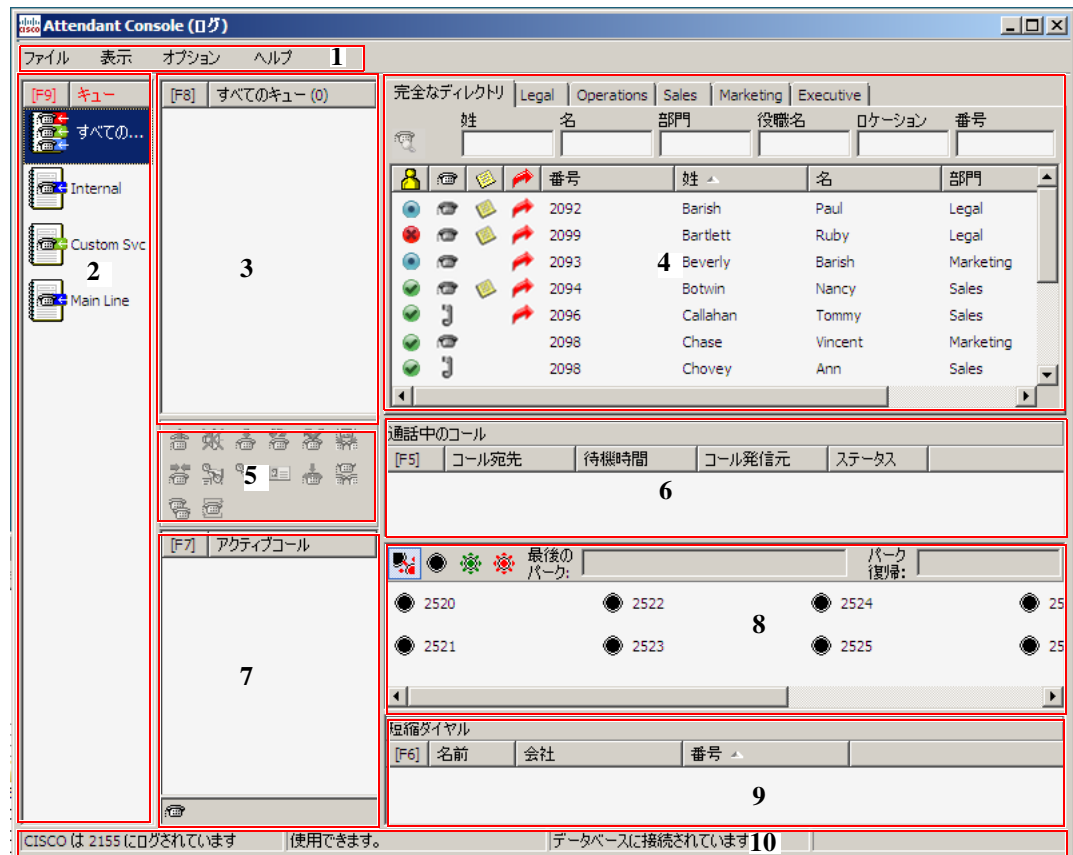 cisco Attendant Console (ログ)
ファイル 表示 オプション ヘルプ 1
[F9] キュー
すべての...
Internal
Custom Svc
2
Main Line
[F8] すべてのキュー (0)
3
完全なディレクトリ Legal Operations Sales Marketing Executive
姓 名 部門 役職名 ロケーション 番号
番号 姓 名 部門
2092 Barish Paul Legal
2099 Bartlett Ruby Legal
2093 Beverly Barish Marketing
4
2094 Botwin Nancy Sales
2096 Callahan Tommy Sales
2098 Chase Vincent Marketing
2098 Chovey Ann Sales
5
通話中のコール
[F5] コール宛先 待機時間 コール発信元 ステータス
6
[F7] アクティブコール
7
最後の
パーク:
パーク
復帰:
2520 2522 2524 25
8
2521 2523 2525 25
短縮ダイヤル
[F6] 名前 会社 番号
9
CISCO は 2155 にログされています 使用できます。 データベースに接続されています 10